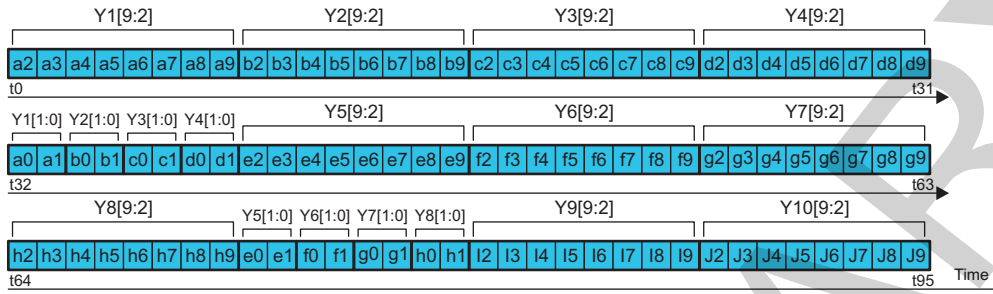 Y1[9:2] Y2[9:2] Y3[9:2] Y4[9:2]
a2 a3 a4 a5 a6 a7 a8 a9 b2 b3 b4 b5 b6 b7 b8 b9 c2 c3 c4 c5 c6 c7 c8 c9 d2 d3 d4 d5 d6 d7 d8 d9
t0 t31
Y1[1:0] Y2[1:0] Y3[1:0] Y4[1:0] Y5[9:2] Y6[9:2] Y7[9:2]
a0 a1 b0 b1 c0 c1 d0 d1 e2 e3 e4 e5 e6 e7 e8 e9 f2 f3 f4 f5 f6 f7 f8 f9 g2 g3 g4 g5 g6 g7 g8 g9
t32 t63
Y8[9:2] Y5[1:0] Y6[1:0] Y7[1:0] Y8[1:0] Y9[9:2] Y10[9:2]
h2 h3 h4 h5 h6 h7 h8 h9 e0 e1 f0 f1 g0 g1 h0 h1 I2 I3 I4 I5 I6 I7 I8 I9 J2 J3 J4 J5 J6 J7 J8 J9
t64 t95 Time